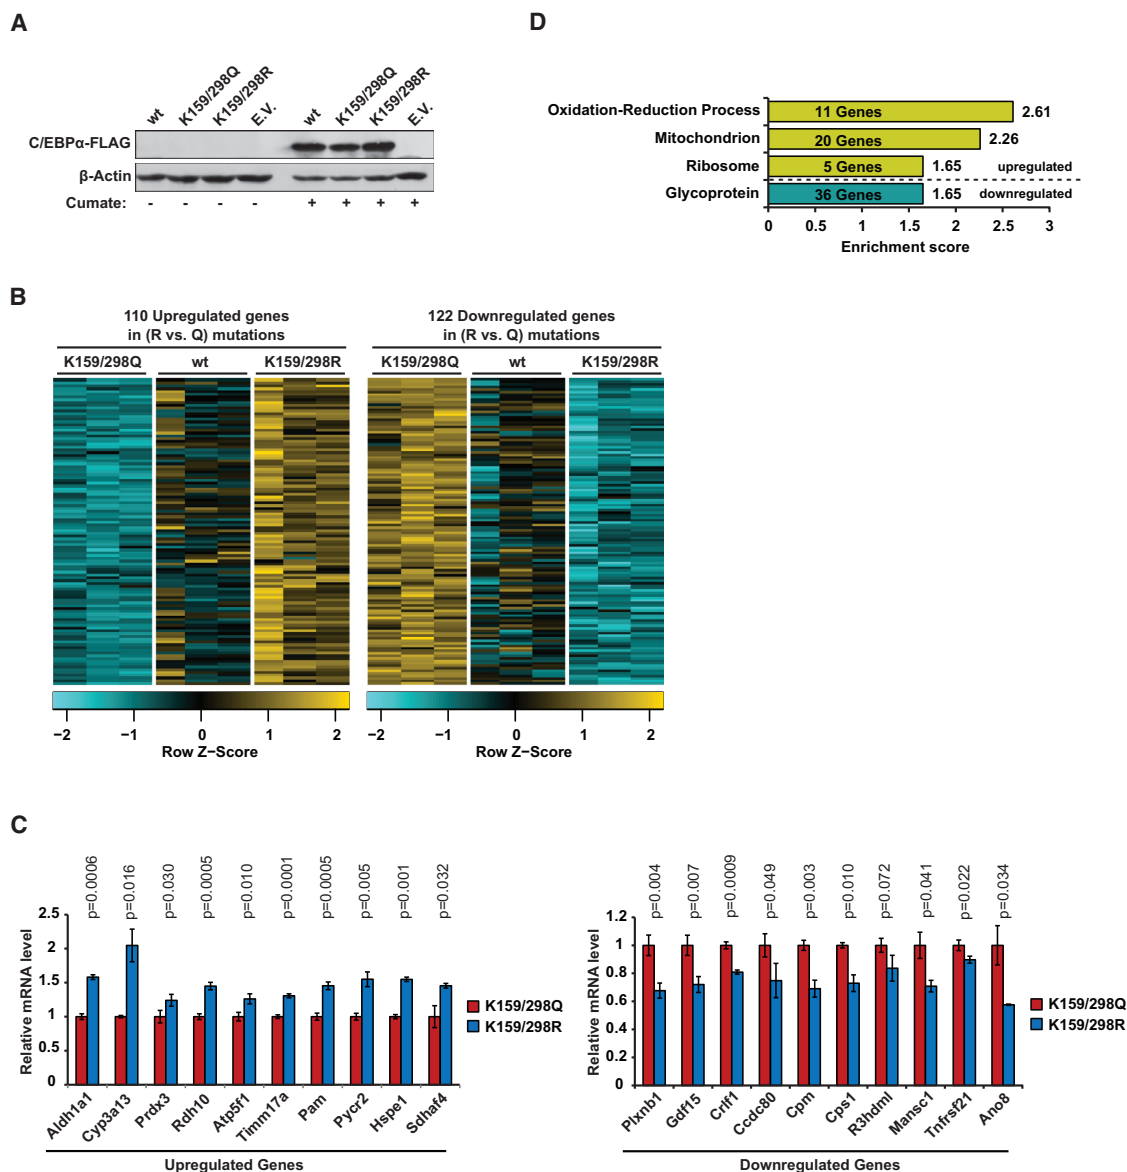 A
wt
K159/298Q
K159/298R
E.V.
wt
K159/298Q
K159/298R
E.V.
C/EBPα-FLAG
β-Actin
Cumate: - - - - + + + +
D
Oxidation-Reduction Process 11 Genes 2.61
Mitochondrion 20 Genes 2.26
Ribosome 5 Genes 1.65 upregulated
Glycoprotein 36 Genes 1.65 downregulated
0 0.5 1 1.5 2 2.5 3
Enrichment score
B
110 Upregulated genes
in (R vs. Q) mutations
K159/298Q wt K159/298R
−2 −1 0 1 2
Row Z−Score
122 Downregulated genes
in (R vs. Q) mutations
K159/298Q wt K159/298R
−2 −1 0 1 2
Row Z−Score
C
p=0.0006
p=0.016
p=0.030
p=0.0005
p=0.010
p=0.0001
p=0.0005
p=0.005
p=0.001
p=0.032
Relative mRNA level
2.5
2
1.5
1
0.5
0
K159/298Q
K159/298R
Aldh1a1
Cyp3a13
Prdx3
Rdh10
Atp5f1
Timm17a
Pam
Pycr2
Hspe1
Sdhaf4
Upregulated Genes
p=0.004
p=0.007
p=0.0009
p=0.049
p=0.003
p=0.010
p=0.072
p=0.041
p=0.022
p=0.034
Relative mRNA level
1.2
1
0.8
0.6
0.4
0.2
0
K159/298Q
K159/298R
Plxnb1
Gdf15
Crlf1
Ccdc80
Cpm
Cps1
R3hdml
Mansc1
Tnfrsf21
Ano8
Downregulated Genes